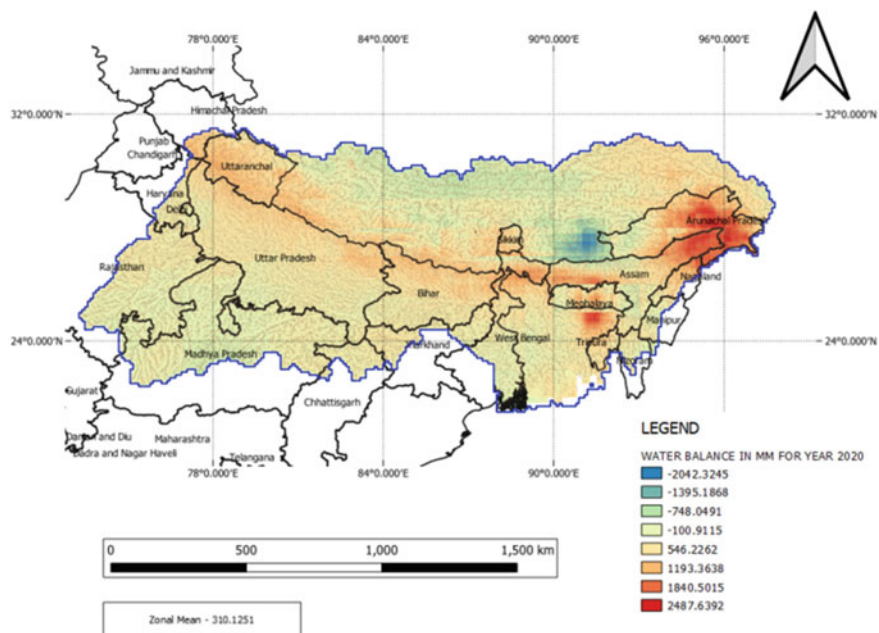 78°0.000'E 84°0.000'E 90°0.000'E 96°0.000'E
Jammu and Kashmir
Himachal Pradesh
32°0.000'N 32°0.000'N
Punjab
Chandigarh
Uttaranchal
Haryana
Delhi
Arunachal Pradesh
Sikkim
Rajasthan
Uttar Pradesh
Assam
Nagaland
Bihar
Meghalaya
Manipur
24°0.000'N 24°0.000'N
West Bengal
Tripura
Jharkhand
Madhya Pradesh
Mizoram
Gujarat
Chhattisgarh
Daman and Diu
Maharashtra
Dadra and Nagar Haveli
Telangana
78°0.000'E 84°0.000'E 90°0.000'E
LEGEND
WATER BALANCE IN MM FOR YEAR 2020
-2042.3245
-1395.1868
-748.0491
-100.9115
546.2262
1193.3638
1840.5015
2487.6392
0 500 1,000 1,500 km
Zonal Mean - 310.1251